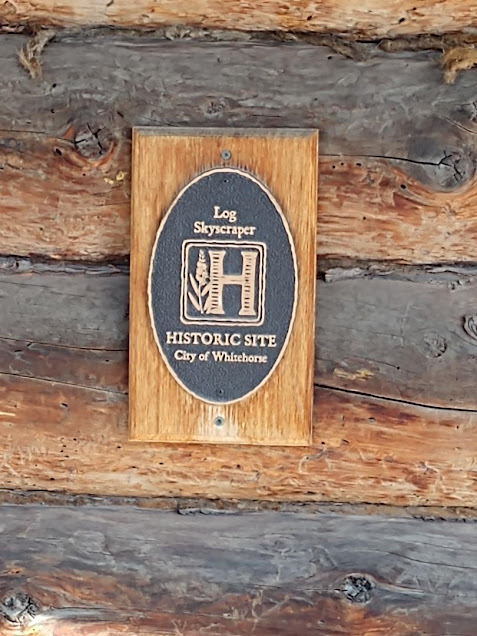 Log
Skyscraper
H
HISTORIC SITE
City of Whitehorse